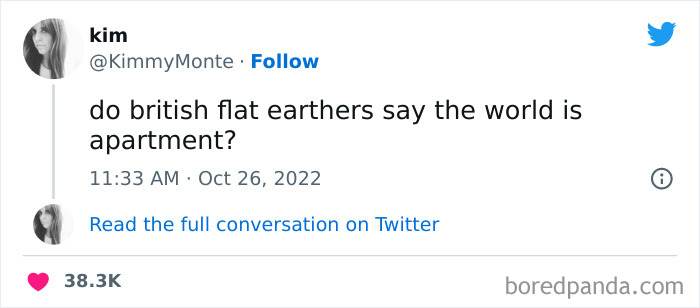 kim
@KimmyMonte · Follow
do british flat earthers say the world is
apartment?
11:33 AM · Oct 26, 2022
Read the full conversation on Twitter
38.3K
boredpanda.com